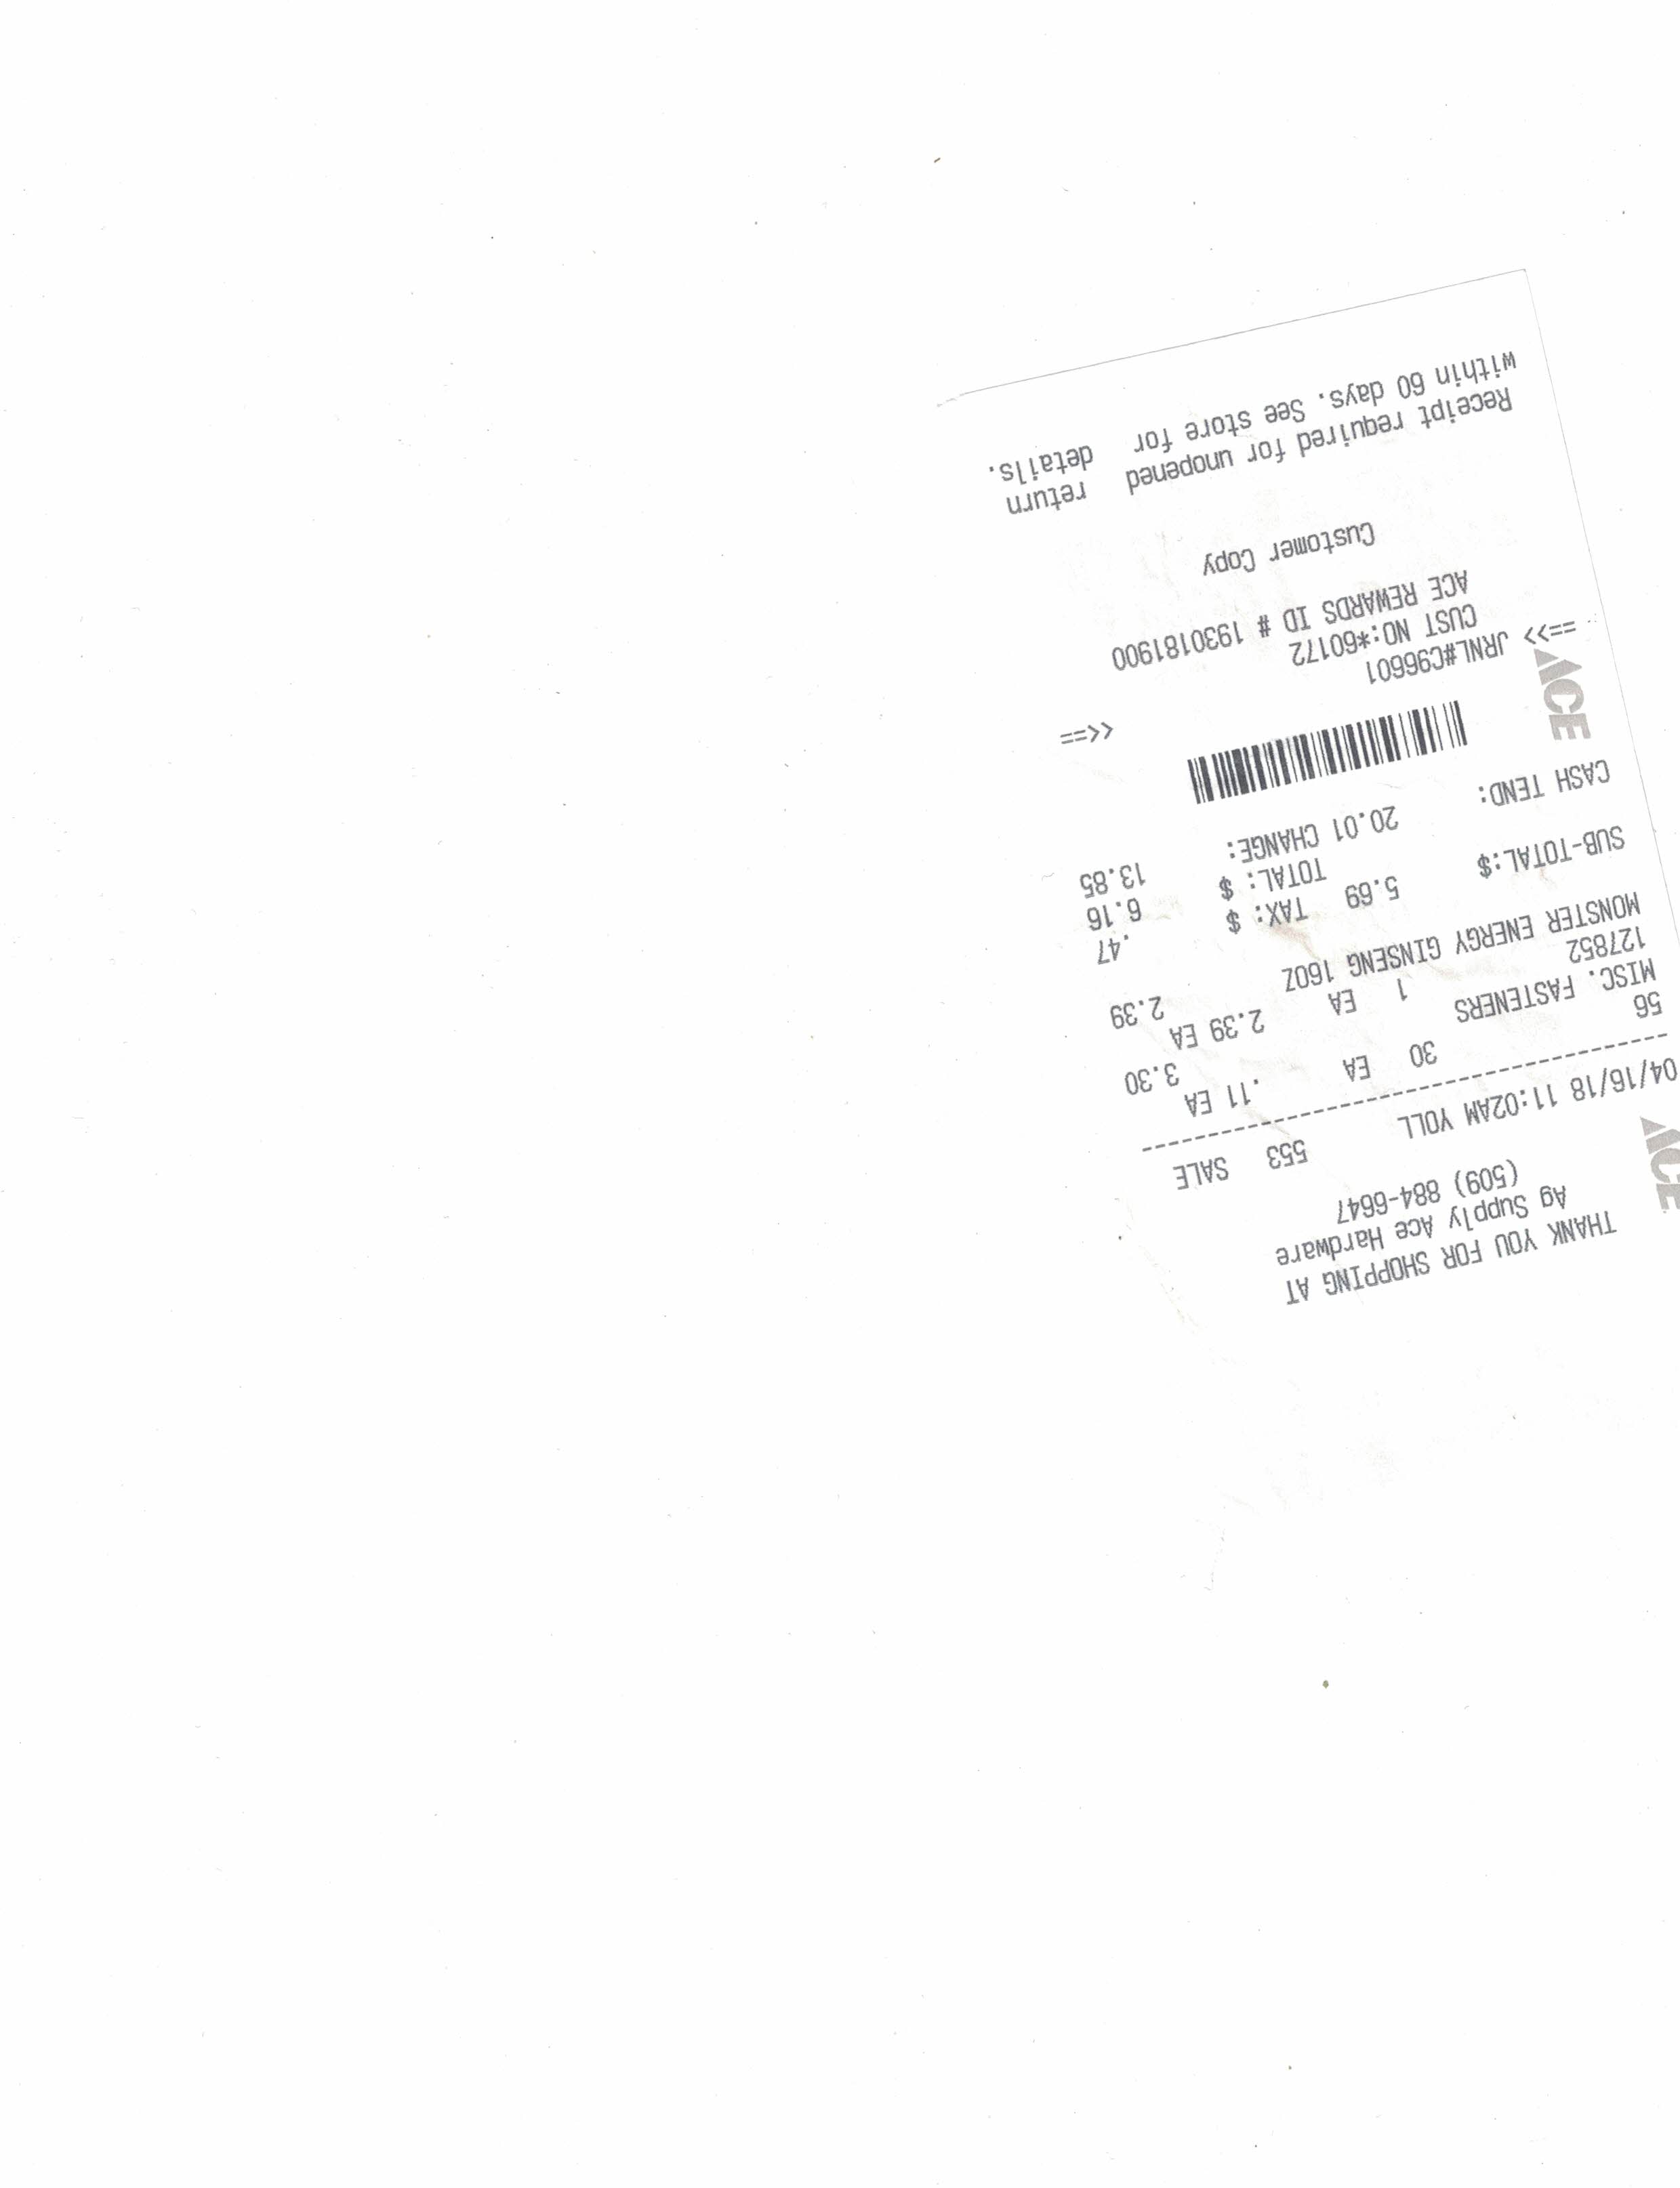 THANK YOU FOR SHOPPING AT
Ag Supply Ace Hardware
(509) 884-6647
ACE
04/16/18 11:02AM YOLL 553 SALE
56 30 EA .11 EA
MISC. FASTENERS 3.30
127852 1 EA 2.39 EA
MONSTER ENERGY GINSENG 16OZ 2.39
SUB-TOTAL:$ 5.69 TAX: $ .47
TOTAL: $ 6.16
CASH TEND: 20.01 CHANGE: 13.85
ACE
==>> JRNL#C96601 <<==
CUST NO:*60172
ACE REWARDS ID # 1930181900
Customer Copy
Receipt required for unopened return
within 60 days. See store for details.